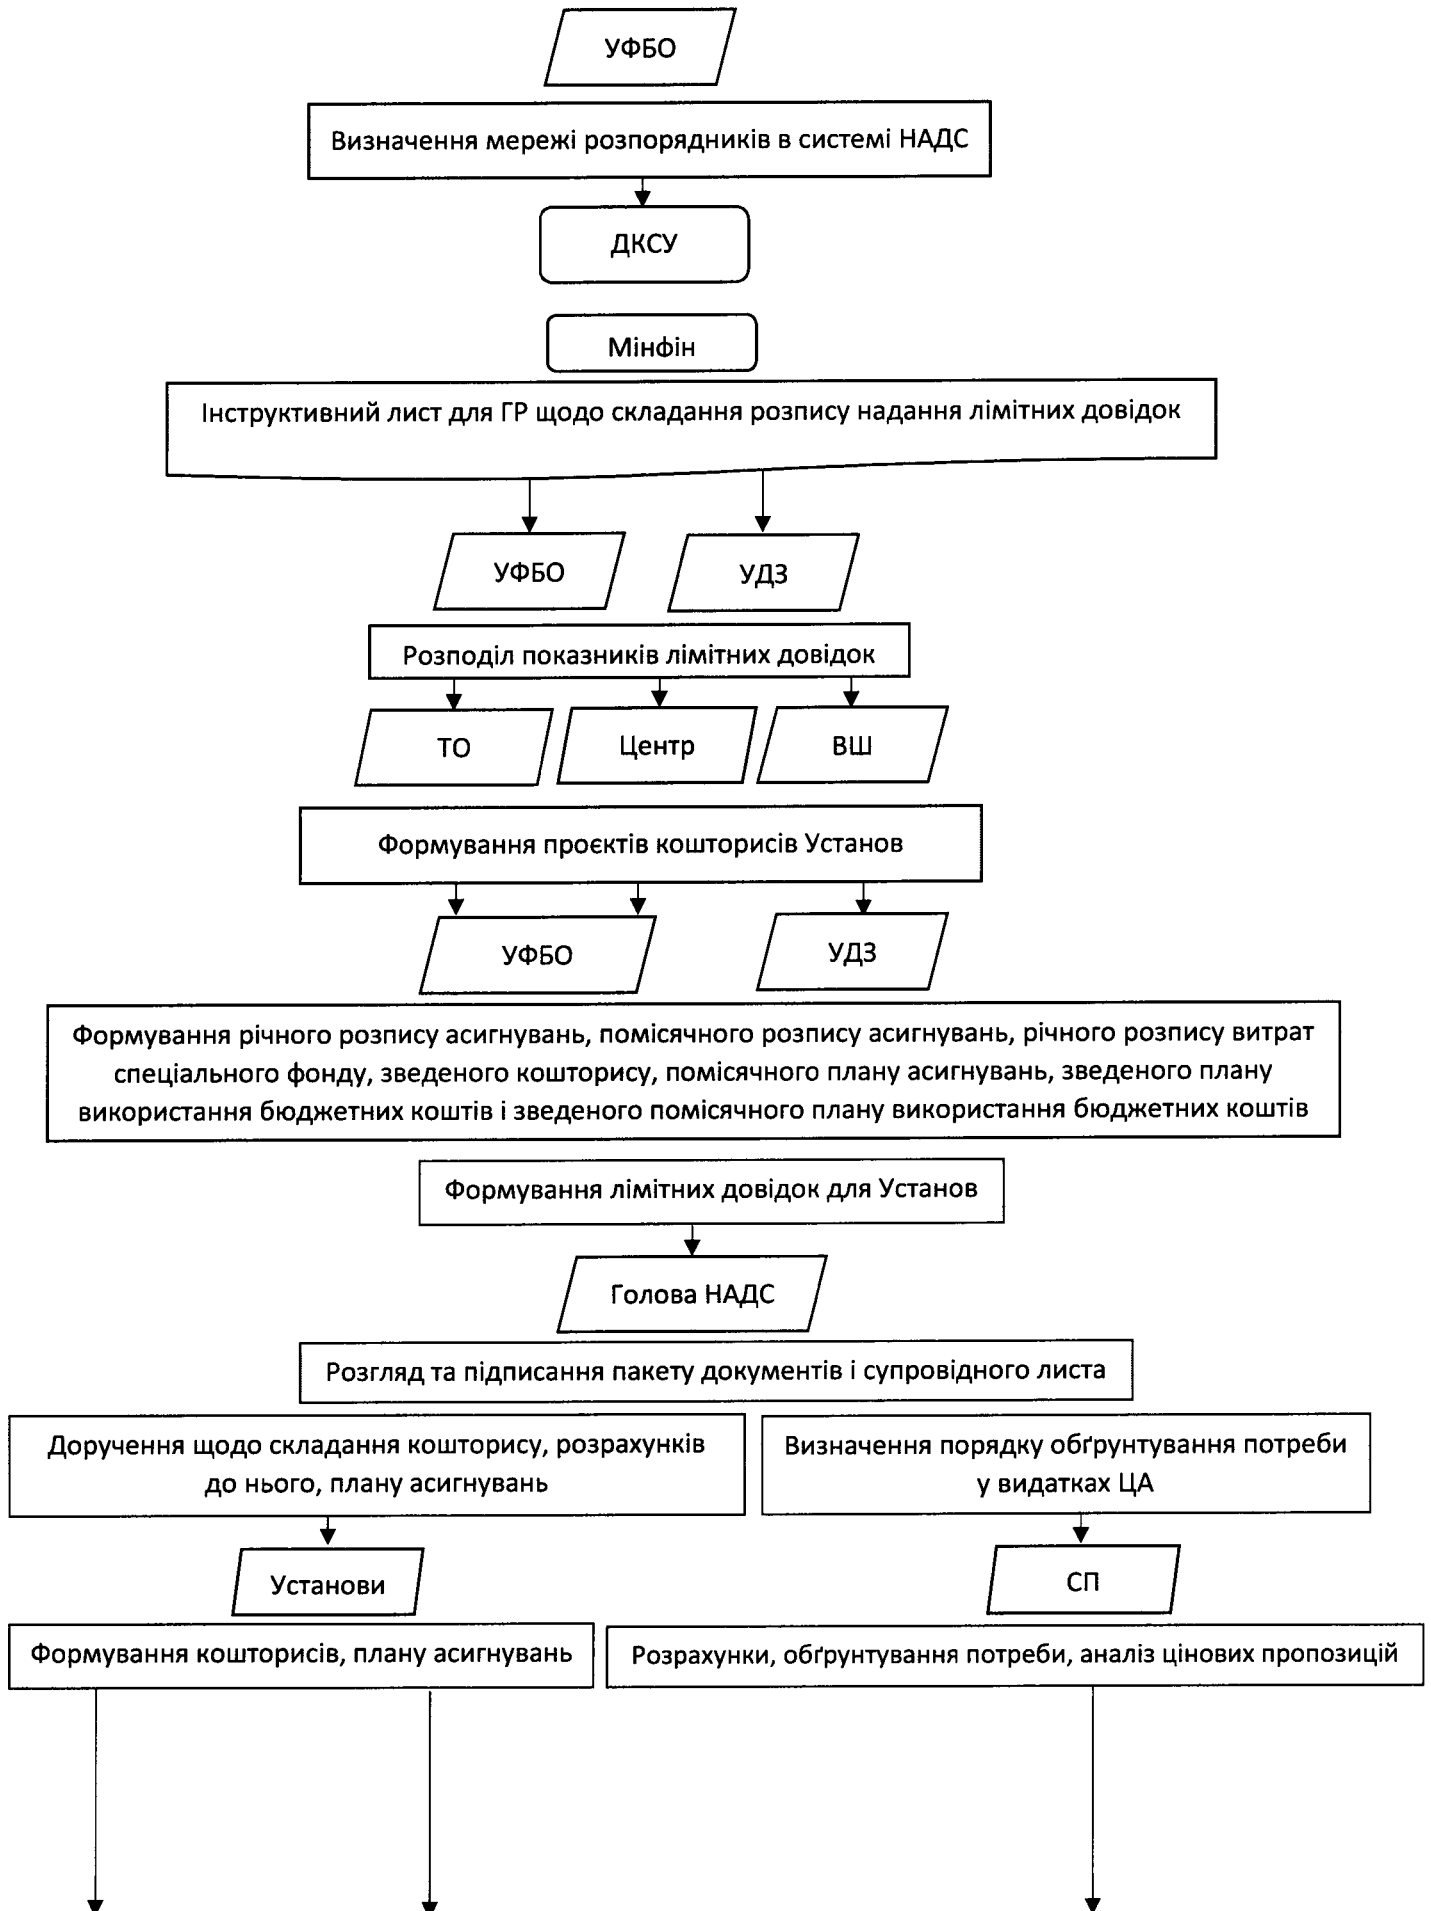 УФБО
Визначення мережі розпорядників в системі НАДС
ДКСУ
Мінфін
Інструктивний лист для ГР щодо складання розпису надання лімітних довідок
УФБО
УДЗ
Розподіл показників лімітних довідок
ТО
Центр
ВШ
Формування проєктів кошторисів Установ
УФБО
УДЗ
Формування річного розпису асигнувань, помісячного розпису асигнувань, річного розпису витрат
спеціального фонду, зведеного кошторису, помісячного плану асигнувань, зведеного плану
використання бюджетних коштів і зведеного помісячного плану використання бюджетних коштів
Формування лімітних довідок для Установ
Голова НАДС
Розгляд та підписання пакету документів і супровідного листа
Доручення щодо складання кошторису, розрахунків
до нього, плану асигнувань
Визначення порядку обґрунтування потреби
у видатках ЦА
Установи
СП
Формування кошторисів, плану асигнувань
Розрахунки, обґрунтування потреби, аналіз цінових пропозицій